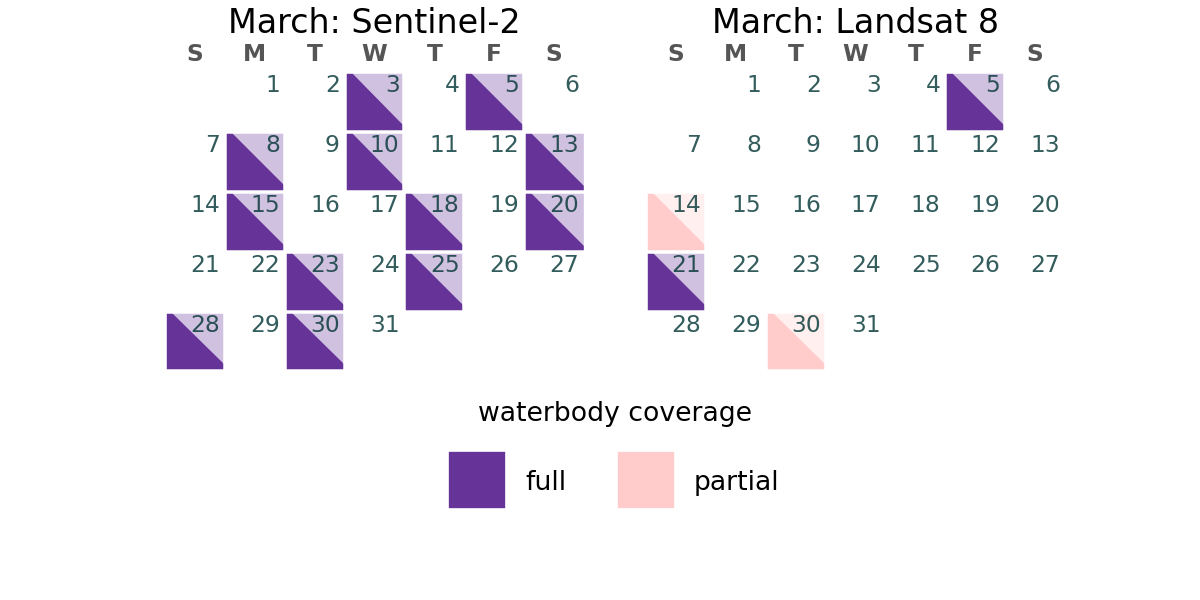 March: Sentinel-2
S M T W T F S
1 2 3 4 5 6
7 8 9 10 11 12 13
14 15 16 17 18 19 20
21 22 23 24 25 26 27
28 29 30 31
March: Landsat 8
S M T W T F S
1 2 3 4 5 6
7 8 9 10 11 12 13
14 15 16 17 18 19 20
21 22 23 24 25 26 27
28 29 30 31
waterbody coverage
full partial